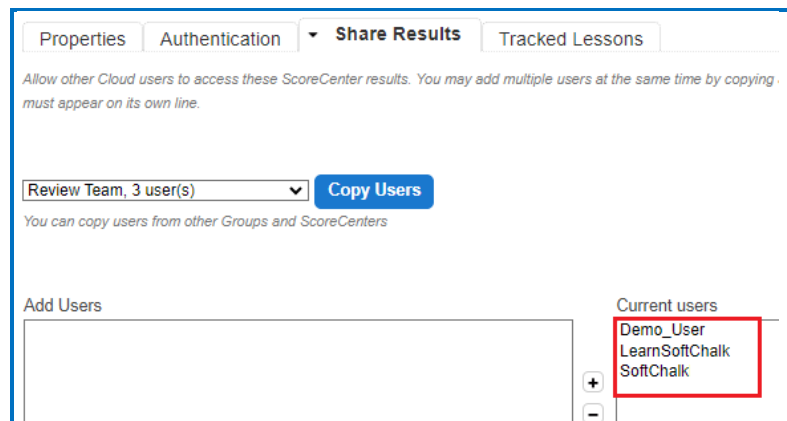 Properties Authentication Share Results Tracked Lessons
Allow other Cloud users to access these ScoreCenter results. You may add multiple users at the same time by copying
must appear on its own line.
Review Team, 3 user(s) Copy Users
You can copy users from other Groups and ScoreCenters
Add Users Current users
Demo_User
LearnSoftChalk
SoftChalk
+
-